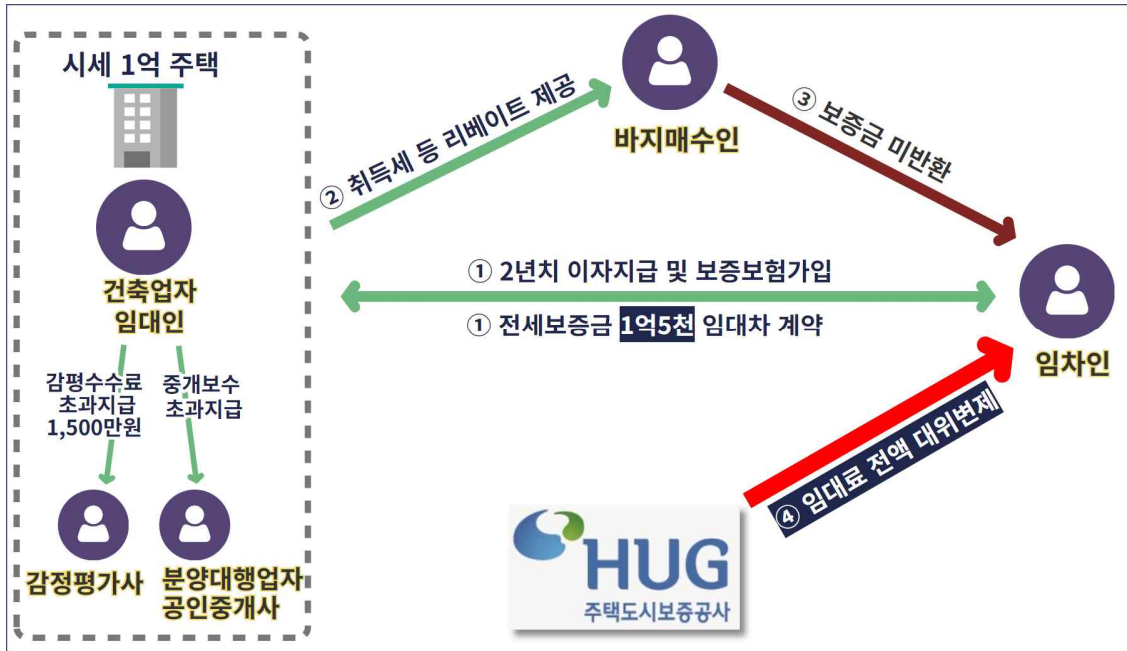 시세 1억 주택
건축업자
임대인
감평수수료
초과지급
1,500만원
중개보수
초과지급
감정평가사
분양대행업자
공인중개사
② 취득세 등 리베이트 제공
바지매수인
③ 보증금 미반환
① 2년치 이자지급 및 보증보험가입
① 전세보증금 1억5천 임대차 계약
임차인
④ 임대료 전액 대위변제
HUG
주택도시보증공사